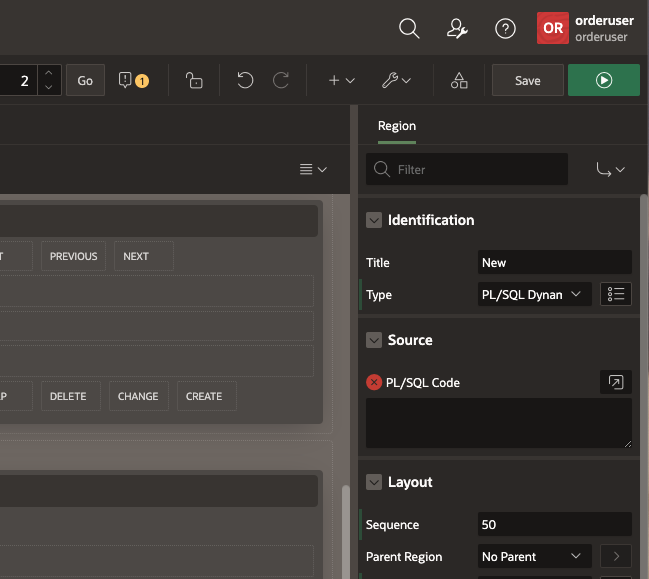 OR
orderuser
orderuser
2
Go
1
Save
Region
Filter
Identification
PREVIOUS
NEXT
Title
New
Type
PL/SQL Dynan
Source
PL/SQL Code
DELETE
CHANGE
CREATE
Layout
Sequence
50
Parent Region
No Parent